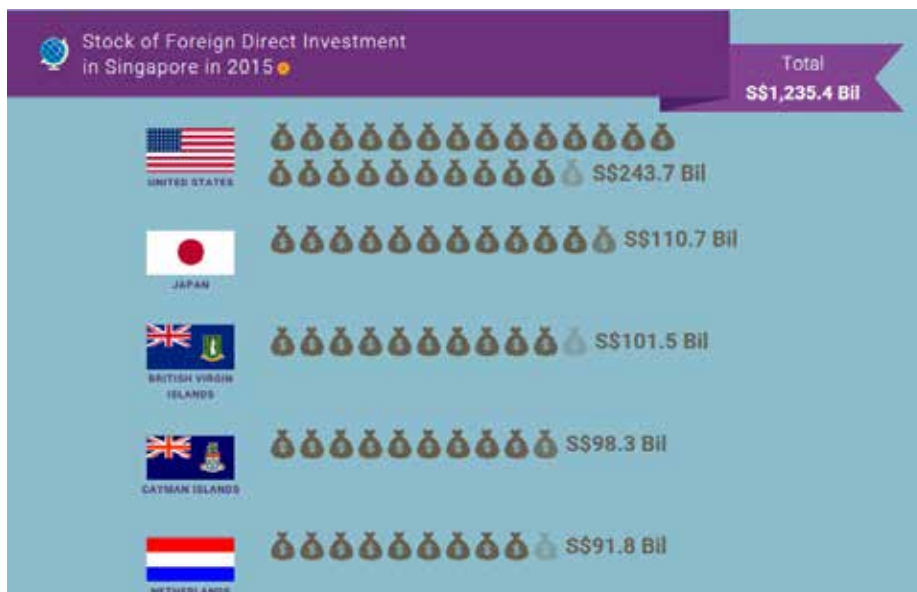 Stock of Foreign Direct Investment
in Singapore in 2015
Total
S$1,235.4 Bil
UNITED STATES
S$243.7 Bil
JAPAN
S$110.7 Bil
BRITISH VIRGIN
ISLANDS
S$101.5 Bil
CAYMAN ISLANDS
S$98.3 Bil
NETHERLANDS
S$91.8 Bil